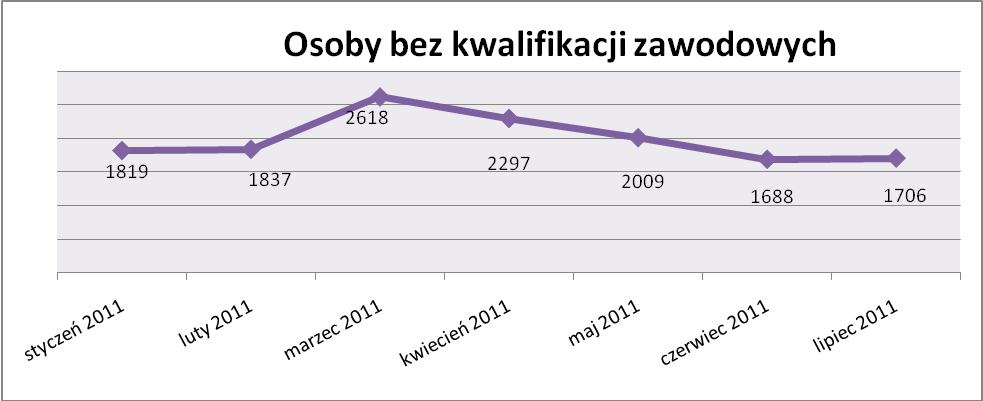 Osoby bez kwalifikacji zawodowych
2618
1819
1837
2297
2009
1688
1706
styczeń 2011
luty 2011
marzec 2011
kwiecień 2011
maj 2011
czerwiec 2011
lipiec 2011